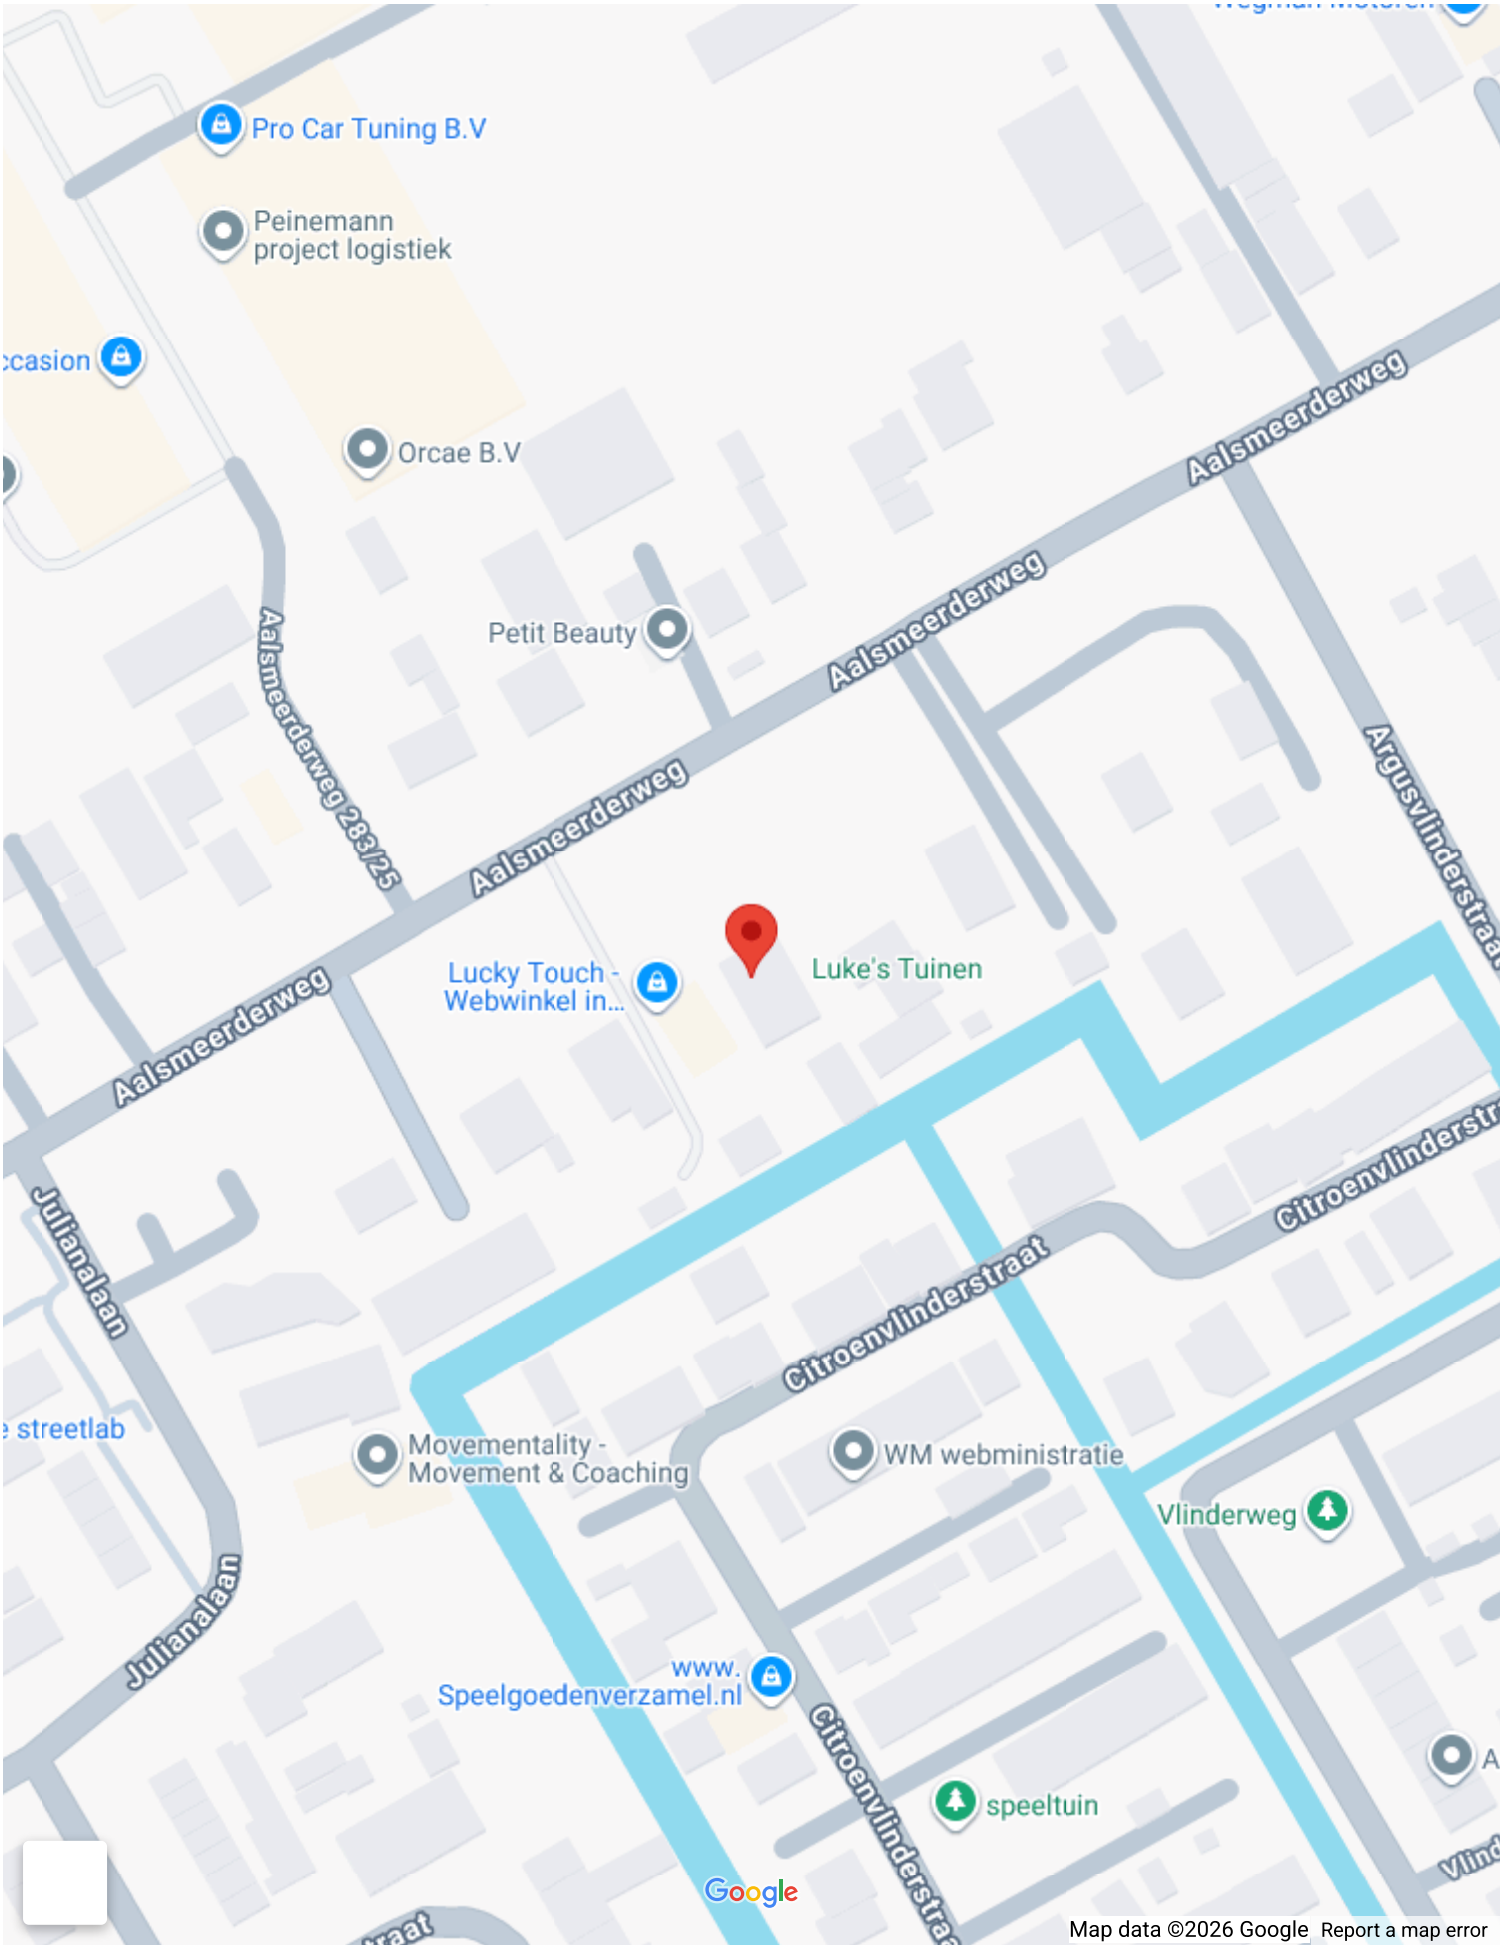 Pro Car Tuning B.V
Peinemann
project logistiek
Orcae B.V
Aalsmeerderweg
Aalsmeerderweg
Petit Beauty
Aalsmeerderweg 283/25
Aalsmeerderweg
Argusvlinderstraat
Lucky Touch -
Webwinkel in...
Luke's Tuinen
Aalsmeerderweg
Julianalaan
Citroenvlinderstraat
streetlab
Movementality -
Movement & Coaching
WM webministratie
Vlinderweg
Julianalaan
www.
Speelgoedenverzamel.nl
speeltuin
Google
Map data ©2026 Google
Report a map error